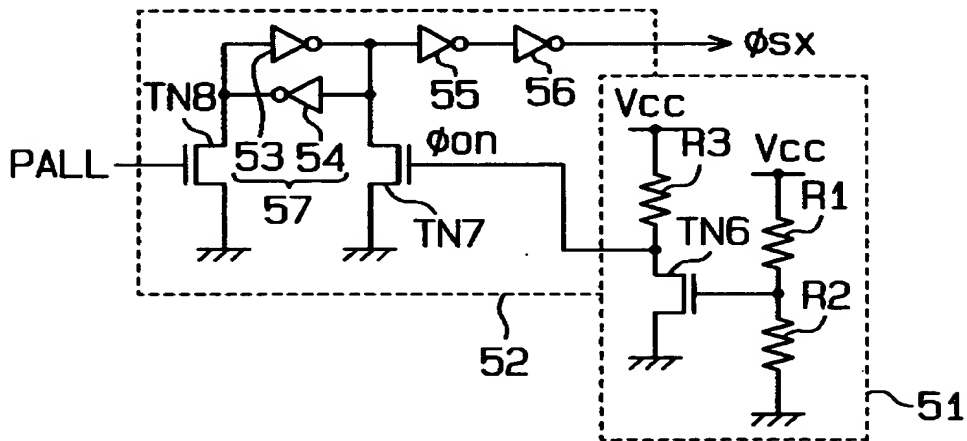 φsx
55
56
TN8
Vcc
R3
Vcc
PALL
53
54
φon
R1
57
TN7
TN6
R2
52
51